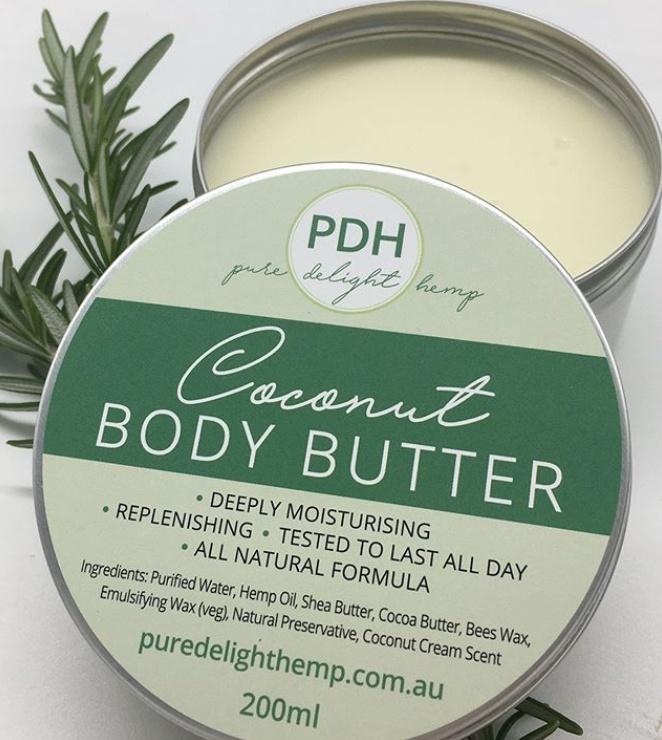 PDH
pure delight hemp
Coconut
BODY BUTTER
• DEEPLY MOISTURISING
• REPLENISHING • TESTED TO LAST ALL DAY
• ALL NATURAL FORMULA
Ingredients: Purified Water, Hemp Oil, Shea Butter, Cocoa Butter, Bees Wax,
Emulsifying Wax (veg), Natural Preservative, Coconut Cream Scent
puredelighthemp.com.au
200ml